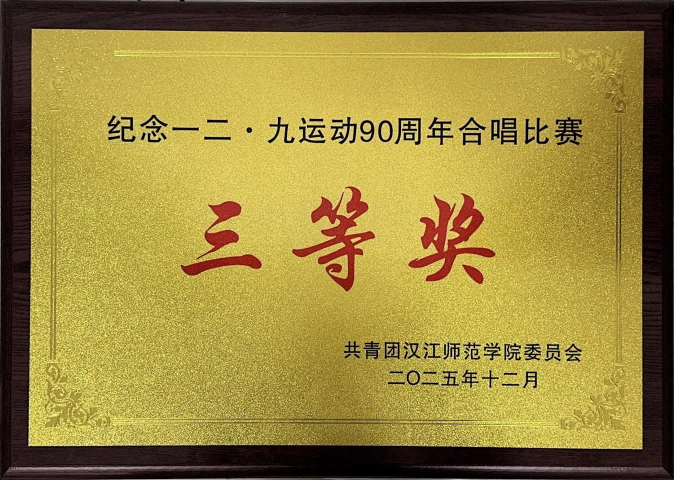 纪念一二·九运动90周年合唱比赛
三等奖
共青团汉江师范学院委员会
二〇二五年十二月